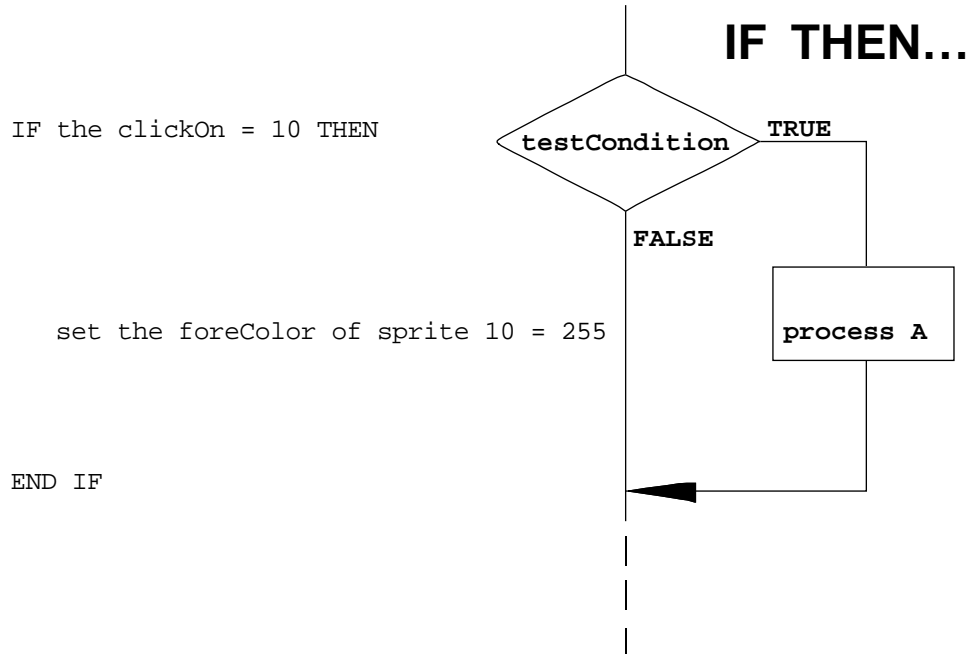 IF THEN...
IF the clickOn = 10 THEN
testCondition
TRUE
FALSE
set the foreColor of sprite 10 = 255
process A
END IF